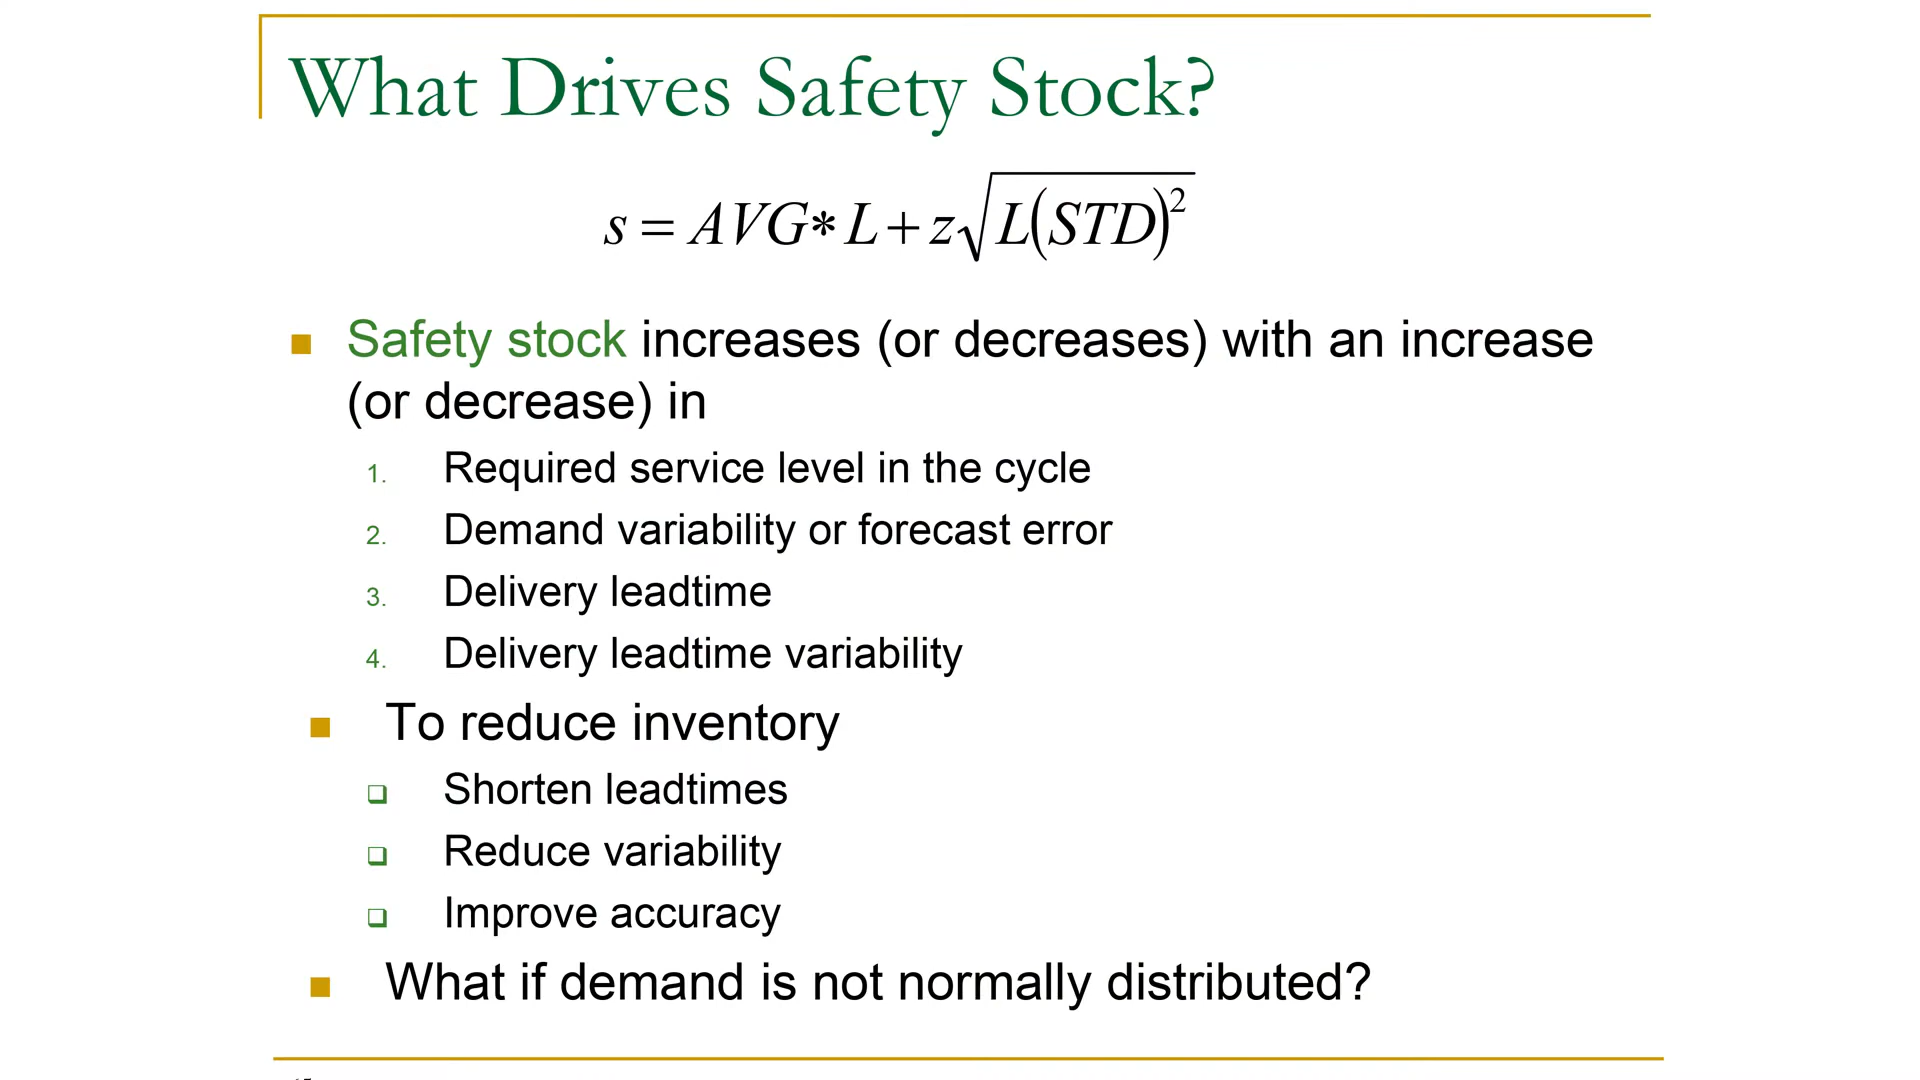 What Drives Safety Stock?
s = AVG * L + z√L(STD)²
■ Safety stock increases (or decreases) with an increase
(or decrease) in
1. Required service level in the cycle
2. Demand variability or forecast error
3. Delivery leadtime
4. Delivery leadtime variability
■ To reduce inventory
❑ Shorten leadtimes
❑ Reduce variability
❑ Improve accuracy
■ What if demand is not normally distributed?